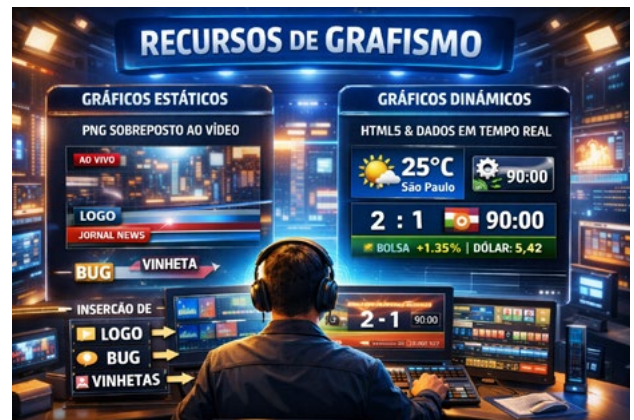 RECURSOS DE GRAFISMO
GRÁFICOS ESTÁTICOS
PNG SOBREPOSTO AO VÍDEO
AO VIVO
LOGO
JORNAL NEWS
BUG
VINHETA
INSERCÃO DE
LOGO
BUG
VINHETAS
GRÁFICOS DINÁMICOS
HTML5 & DADOS EM TEMPO REAL
25°C
São Paulo
90:00
2 : 1 90:00
BOLSA +1.35% | DÓLAR: 5,42
2-1 90:00